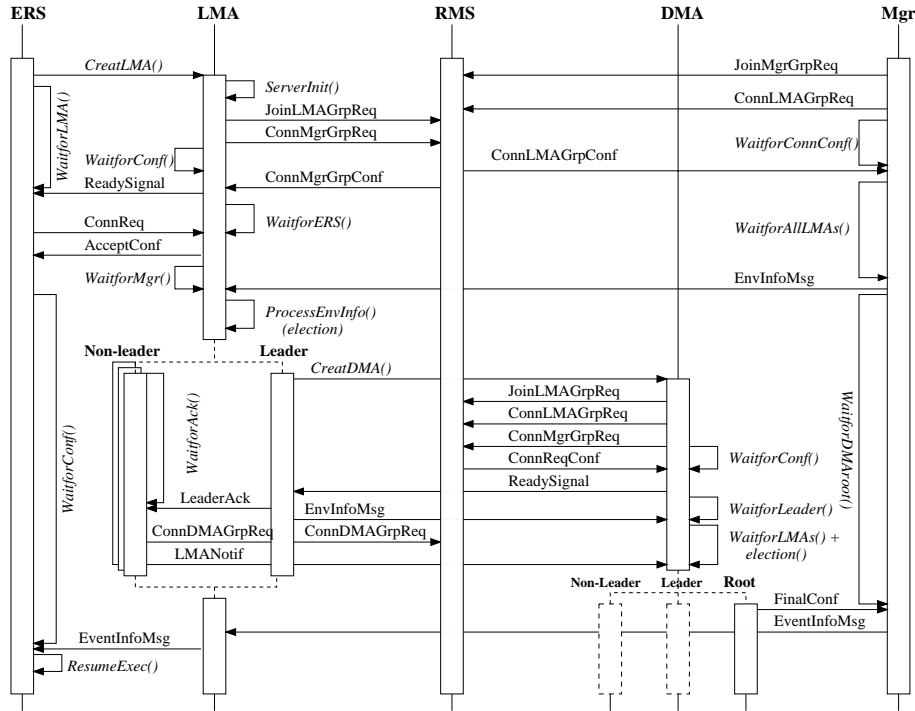 ERS LMA RMS DMA Mgr
CreatLMA() JoinMgrGrpReq
ServerInit()
WaitforLMA()
JoinLMAGrpReq ConnLMAGrpReq
ConnMgrGrpReq
WaitforConnConf()
WaitforConf() ConnLMAGrpConf
ReadySignal ConnMgrGrpConf
ConnReq WaitforERS() WaitforAllLMAs()
AcceptConf
WaitforMgr() EnvInfoMsg
ProcessEnvInfo()
(election)
Non-leader Leader
CreatDMA()
JoinLMAGrpReq
ConnLMAGrpReq
WaitforAck()
WaitforConf()
WaitforDMAroot()
ConnMgrGrpReq
ConnReqConf WaitforConf()
ReadySignal
LeaderAck EnvInfoMsg WaitforLeader()
ConnDMAGrpReq ConnDMAGrpReq WaitforLMAs() +
LMANotif election()
Non-Leader Leader Root
FinalConf
EventInfoMsg
EventInfoMsg
ResumeExec()